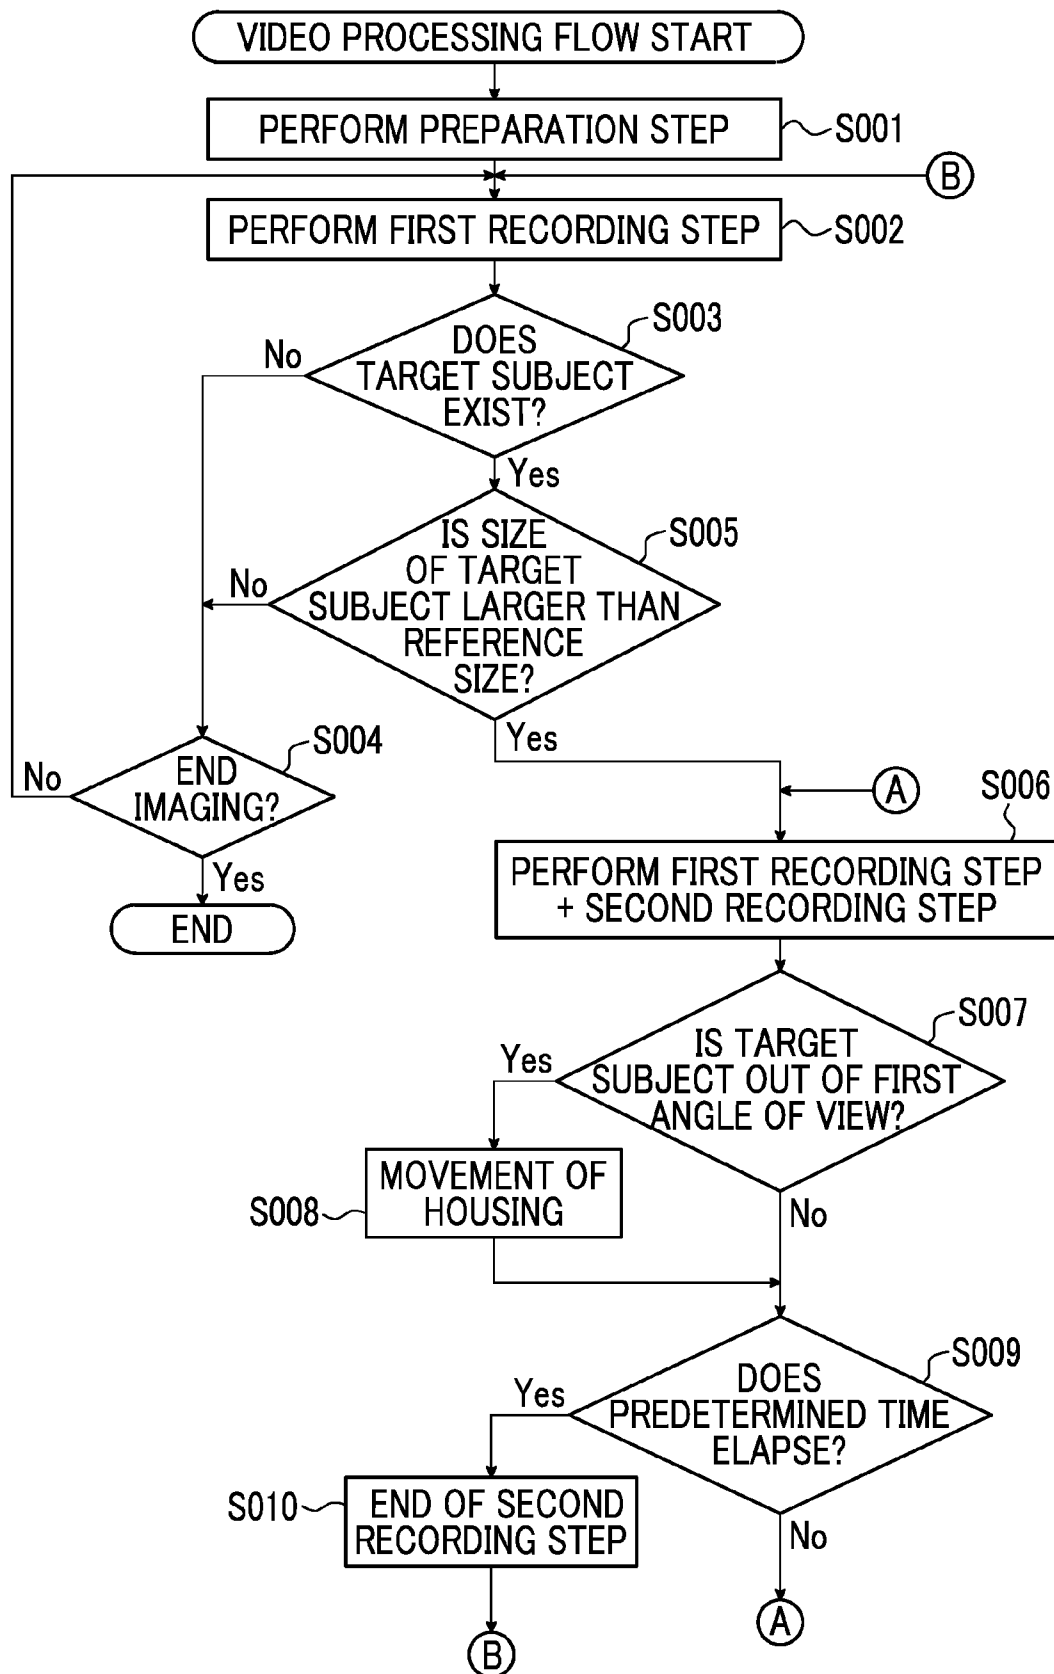 VIDEO PROCESSING FLOW START
PERFORM PREPARATION STEP
S001
B
PERFORM FIRST RECORDING STEP
S002
DOES
TARGET SUBJECT
EXIST?
S003
No
Yes
IS SIZE
OF TARGET
SUBJECT LARGER THAN
REFERENCE
SIZE?
S005
No
Yes
END
IMAGING?
S004
No
Yes
END
A
S006
PERFORM FIRST RECORDING STEP
+ SECOND RECORDING STEP
IS TARGET
SUBJECT OUT OF FIRST
ANGLE OF VIEW?
S007
Yes
No
MOVEMENT OF
HOUSING
S008
DOES
PREDETERMINED TIME
ELAPSE?
S009
Yes
No
END OF SECOND
RECORDING STEP
S010
A
B